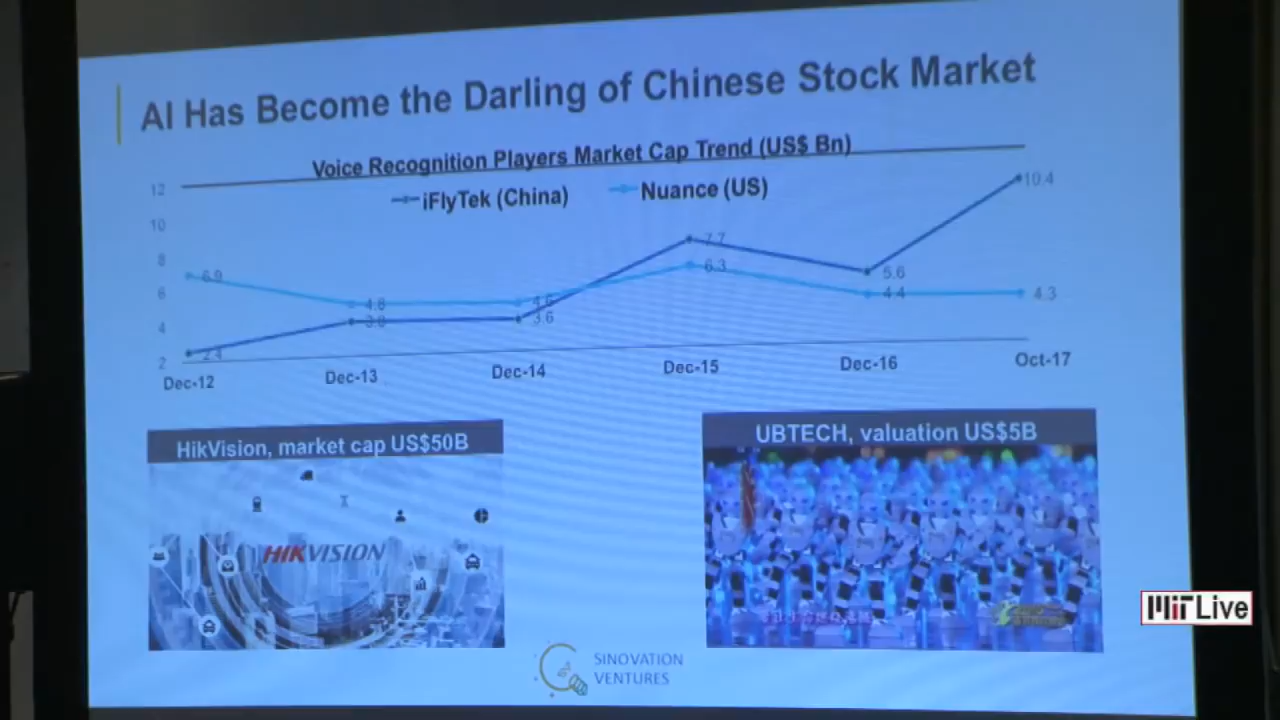 AI Has Become the Darling of Chinese Stock Market
Voice Recognition Players Market Cap Trend (US$ Bn)
iFlyTek (China) Nuance (US)
12
10
8
6
4
2
6.9 4.8 4.6 6.3 4.4 4.3
2.4 3.8 3.6 7.7 5.6 10.4
Dec-12 Dec-13 Dec-14 Dec-15 Dec-16 Oct-17
HikVision, market cap US$50B
HIKVISION
UBTECH, valuation US$5B
SINOVATION
VENTURES
MIT Live